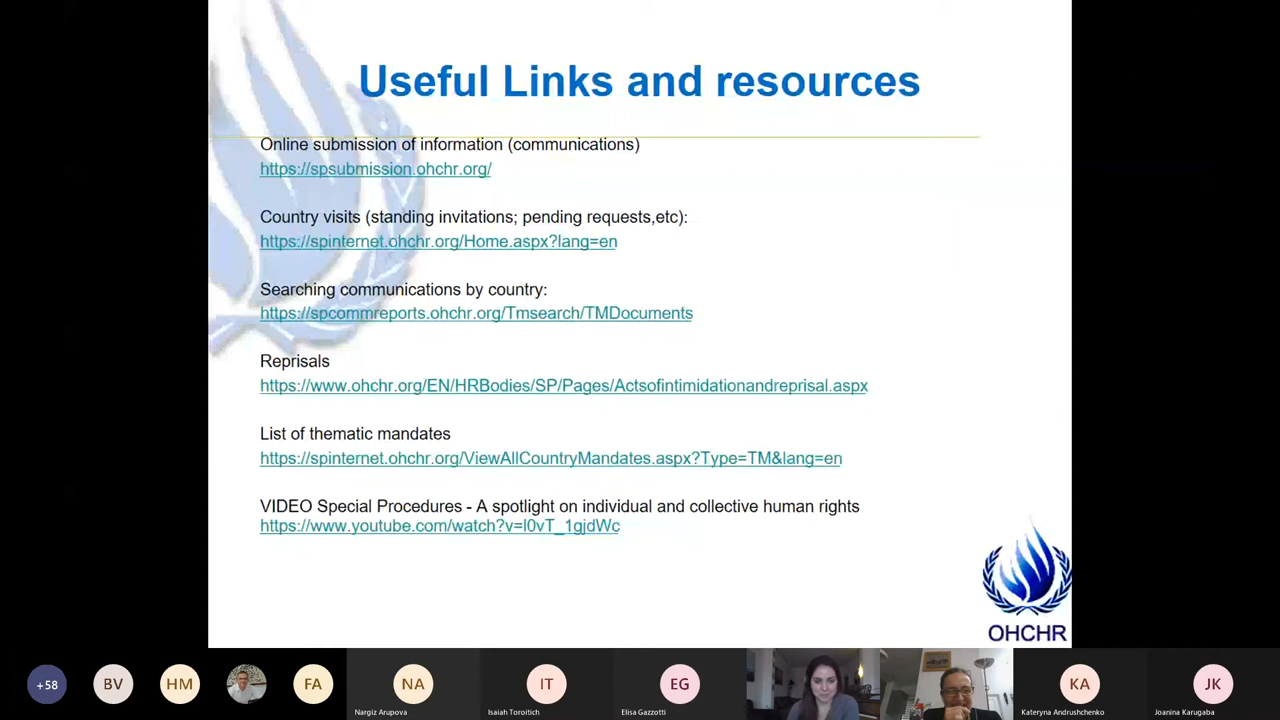 Useful Links and resources
Online submission of information (communications)
https://spsubmission.ohchr.org/
Country visits (standing invitations; pending requests,etc):
https://spinternet.ohchr.org/Home.aspx?lang=en
Searching communications by country:
https://spcommreports.ohchr.org/Tmsearch/TMDocuments
Reprisals
https://www.ohchr.org/EN/HRBodies/SP/Pages/Actsofintimidationandreprisal.aspx
List of thematic mandates
https://spinternet.ohchr.org/ViewAllCountryMandates.aspx?Type=TM&lang=en
VIDEO Special Procedures - A spotlight on individual and collective human rights
https://www.youtube.com/watch?v=l0vT_1gjdWc
OHCHR
+58
BV
HM
FA
NA
IT
EG
KA
JK
Nargiz Arupova
Isaiah Toroitich
Elisa Gazzotti
Kateryna Andrushchenko
Joanina Karugaba